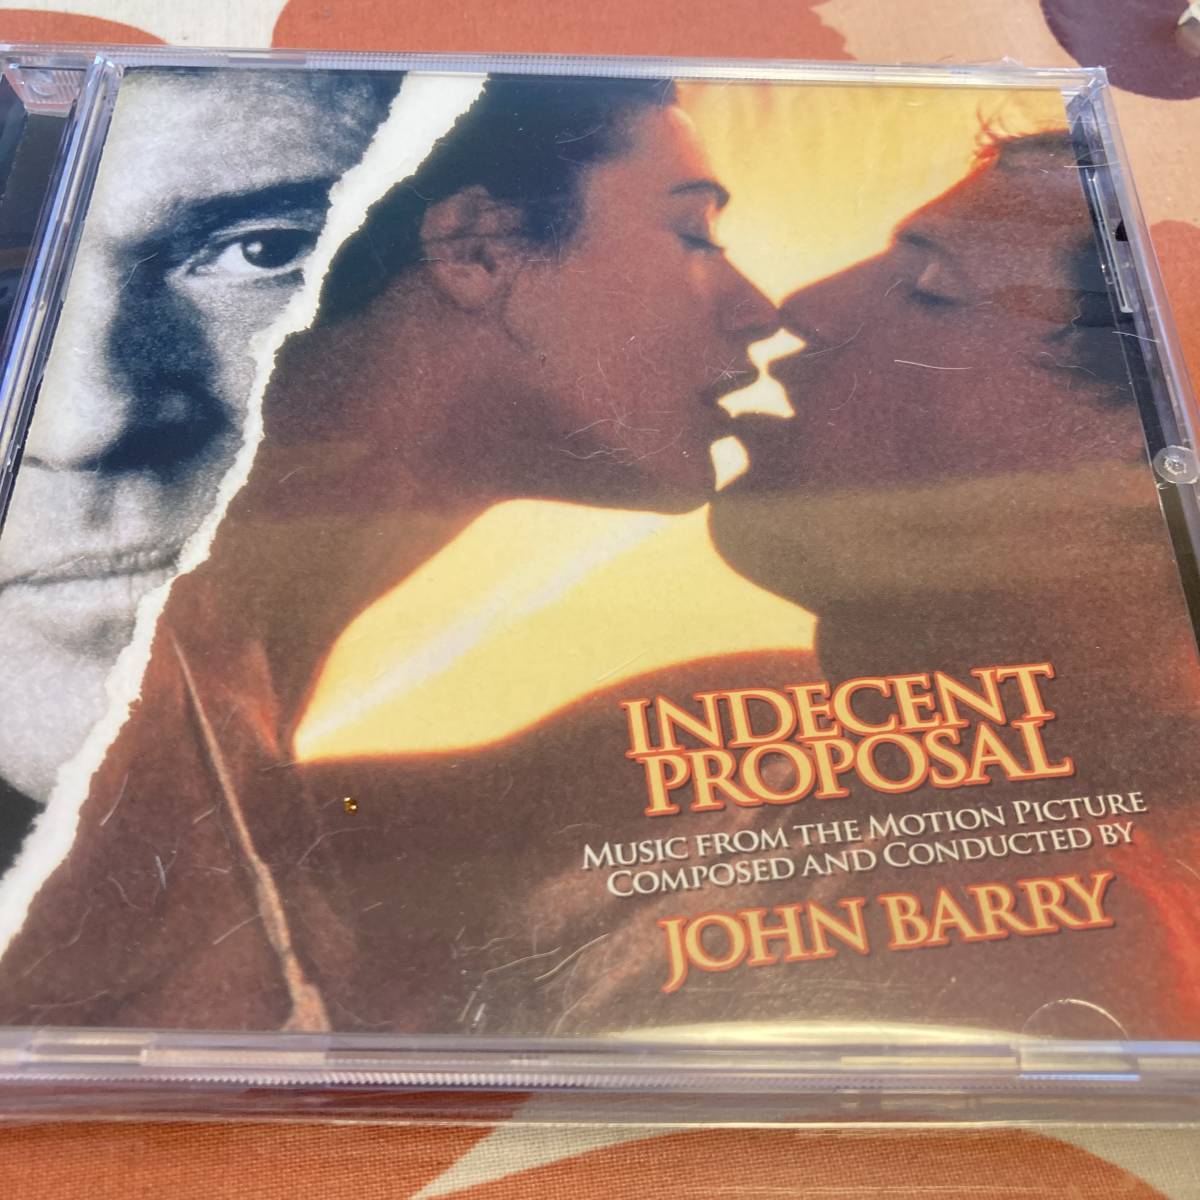 INDECENT
PROPOSAL
MUSIC FROM THE MOTION PICTURE
COMPOSED AND CONDUCTED BY
JOHN BARRY